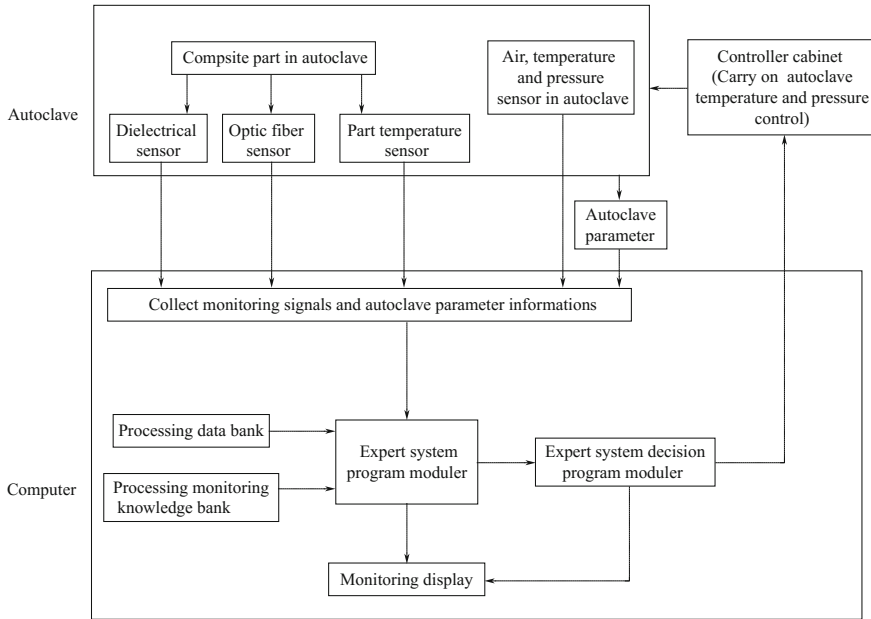 Autoclave
Compsite part in autoclave
Dielectrical
sensor
Optic fiber
sensor
Part temperature
sensor
Air, temperature
and pressure
sensor in autoclave
Controller cabinet
(Carry on autoclave
temperature and pressure
control)
Autoclave
parameter
Computer
Collect monitoring signals and autoclave parameter informations
Processing data bank
Processing monitoring
knowledge bank
Expert system
program moduler
Expert system decision
program moduler
Monitoring display